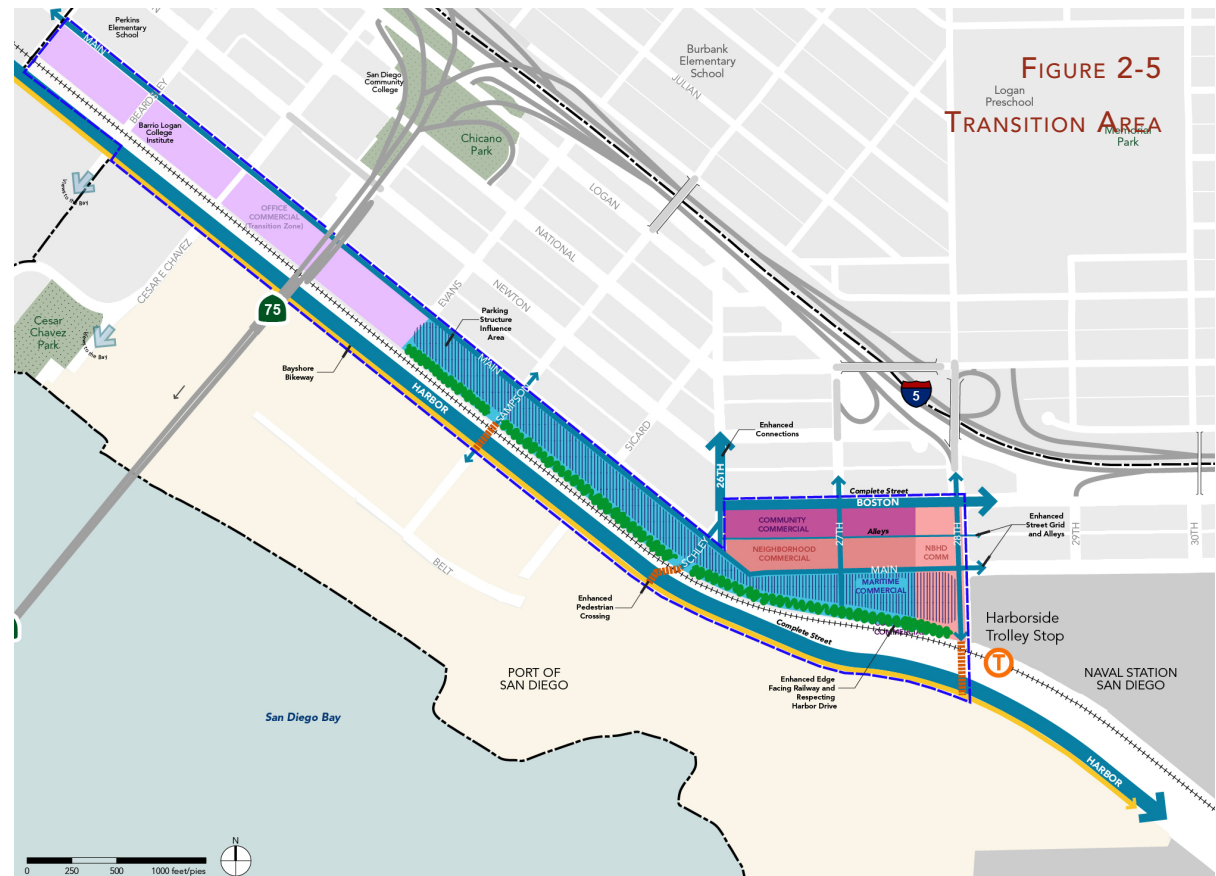 FIGURE 2-5
TRANSITION AREA
Perkins
Elementary
School
MAIN
BEARDSLEY
Barrio Logan
College
Institute
San Diego
Community
College
Chicano
Park
Burbank
Elementary
School
JULIAN
Logan
Preschool
Memorial
Park
LOGAN
NATIONAL
NEWTON
EVANS
OFFICE
COMMERCIAL
(Transition Zone)
CESAR E CHAVEZ
Cesar
Chavez
Park
75
Parking
Structure
Influence
Area
Bayshore
Bikeway
HARBOR
MAIN
SAMPSON
SICARD
5
Enhanced
Connections
26TH
Complete Street
BOSTON
COMMUNITY
COMMERCIAL
Alleys
27TH
28TH
NEIGHBORHOOD
COMMERCIAL
NBHD
COMM
MAIN
MARITIME
COMMERCIAL
Enhanced
Street Grid
and Alleys
29TH
30TH
SCHLEY
BELT
Enhanced
Pedestrian
Crossing
Complete Street
Harborside
Trolley Stop
T
Enhanced Edge
Facing Railway and
Respecting
Harbor Drive
PORT OF
SAN DIEGO
NAVAL STATION
SAN DIEGO
San Diego Bay
HARBOR
N
0 250 500 1000 feet/pies